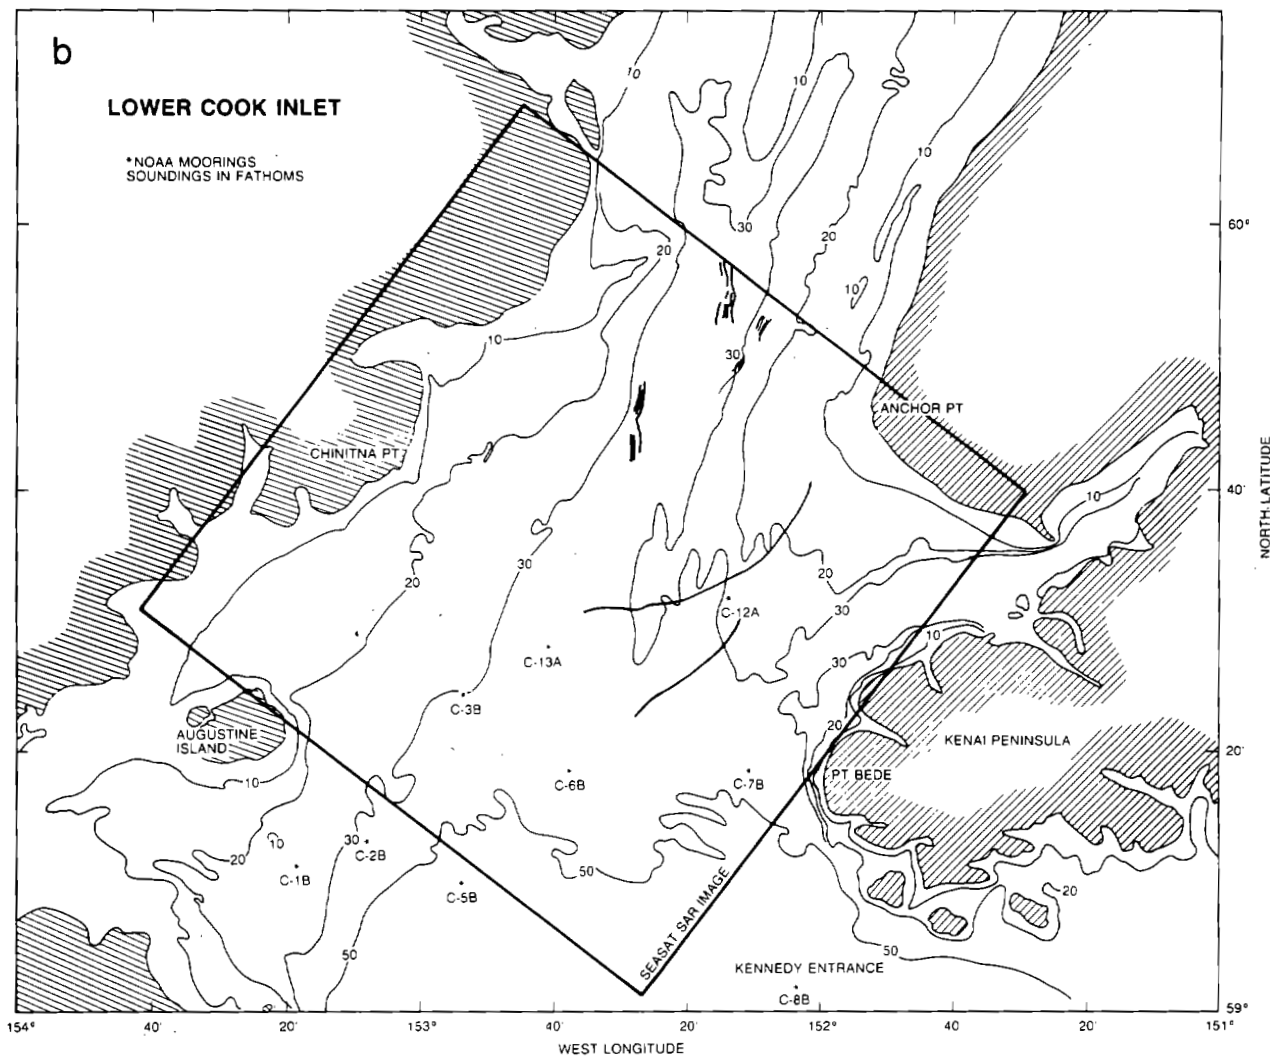 b
LOWER COOK INLET
*NOAA MOORINGS
SOUNDINGS IN FATHOMS
10
10
10
30
20
60°
20
10
30
10
ANCHOR PT
CHINITNA PT
10
40'
NORTH LATITUDE
30
20
20
30
C-12A
10
C-13A
30
C-3B
20
AUGUSTINE
ISLAND
KENAI PENINSULA
20'
10
C-6B
C-7B
PT BEDE
10
30
20
C-2B
C-1B
50
20
C-5B
SEASAT SAR IMAGE
50
50
KENNEDY ENTRANCE
C-8B
59°
154°
40'
20'
153°
40'
20'
152°
40'
20'
151°
WEST LONGITUDE